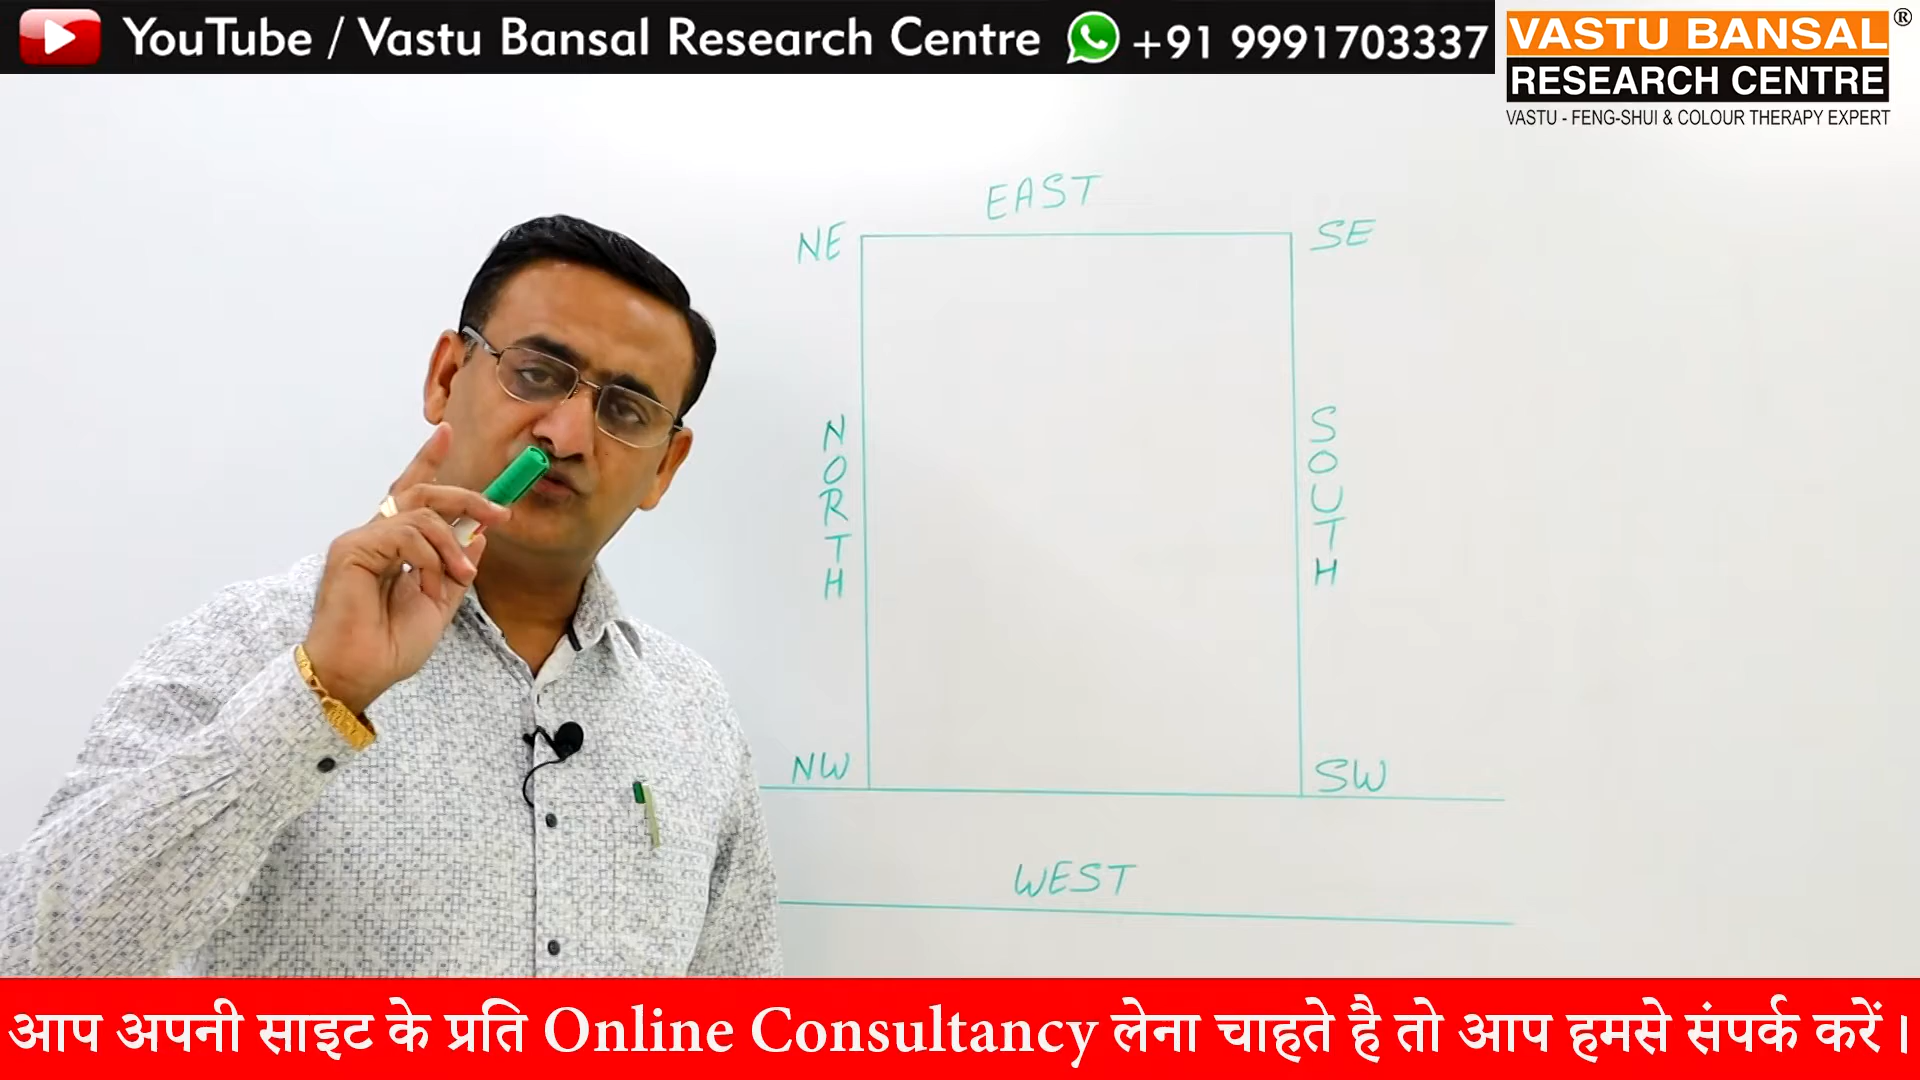 YouTube / Vastu Bansal Research Centre +91 9991703337
VASTU BANSAL ®
RESEARCH CENTRE
VASTU - FENG-SHUI & COLOUR THERAPY EXPERT
EAST
NE
SE
NORTH
SOUTH
NW
SW
WEST
आप अपनी साइट के प्रति Online Consultancy लेना चाहते है तो आप हमसे संपर्क करें।